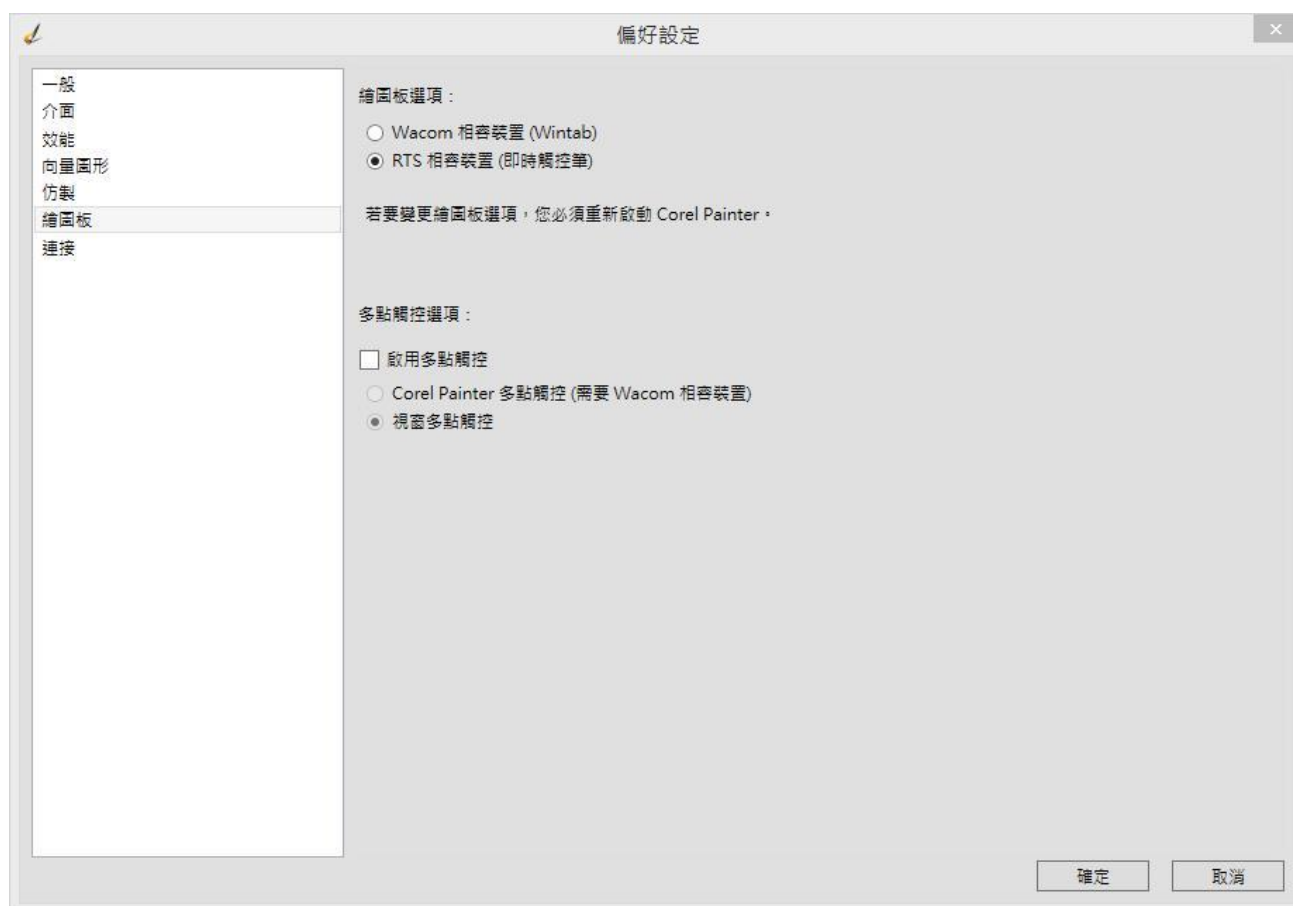 偏好設定
一般
介面
效能
向量圖形
仿製
繪圖板
連接
繪圖板選項：
Wacom 相容裝置 (Wintab)
RTS 相容裝置 (即時觸控筆)
若要變更繪圖板選項，您必須重新啟動 Corel Painter。
多點觸控選項：
啟用多點觸控
Corel Painter 多點觸控 (需要 Wacom 相容裝置)
視窗多點觸控
確定
取消